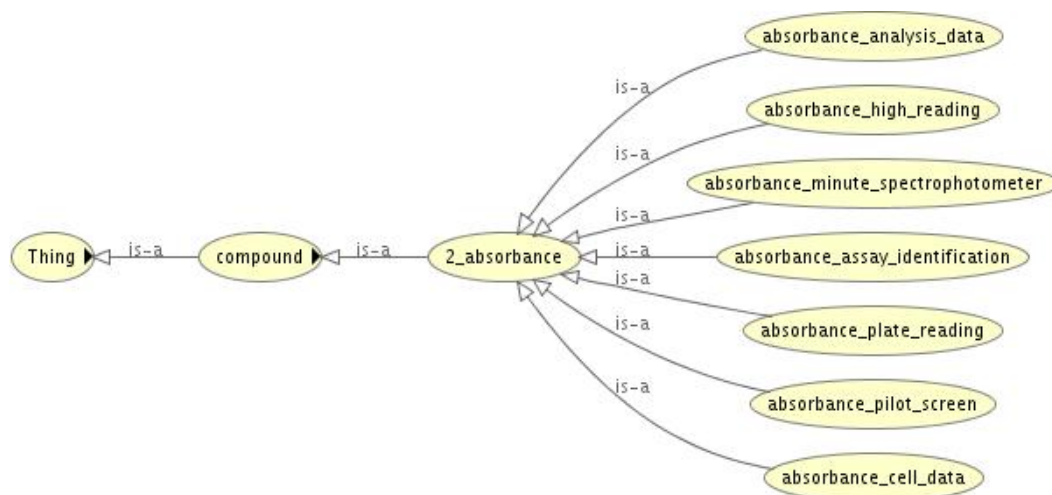 absorbance_analysis_data
is-a
absorbance_high_reading
is-a
absorbance_minute_spectrophotometer
is-a
Thing
is-a
compound
is-a
2_absorbance
is-a
absorbance_assay_identification
is-a
absorbance_plate_reading
is-a
absorbance_pilot_screen
is-a
absorbance_cell_data